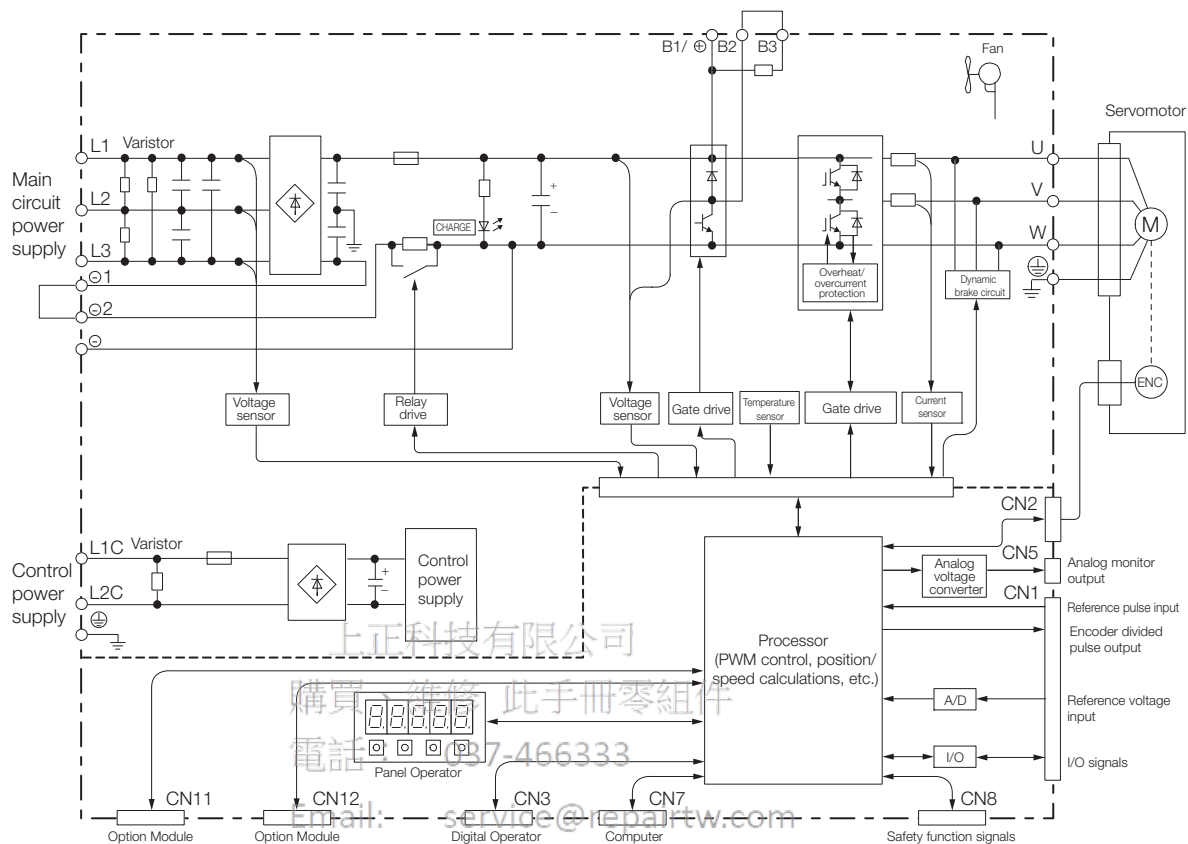 B1/ ⊕ B2 B3
Fan
Servomotor
Main
circuit
power
supply
L1
Varistor
L2
L3
⊖1
⊖2
⊖
CHARGE
+
−
Overheat/
overcurrent
protection
U
V
W
M
Dynamic
brake circuit
ENC
Voltage
sensor
Relay
drive
Voltage
sensor
Gate drive
Temperature
sensor
Gate drive
Current
sensor
Control
power
supply
L1C
Varistor
L2C
+
−
Control
power
supply
Processor
(PWM control, position/
speed calculations, etc.)
CN2
CN5
Analog
voltage
converter
Analog monitor
output
CN1
Reference pulse input
Encoder divided
pulse output
A/D
Reference voltage
input
I/O
I/O signals
上正科技有限公司
購買、維修 此手冊零組件
電話： 037-466333
Email: service@repairtw.com
8.8.8.8.8.
Panel Operator
CN11
Option Module
CN12
Option Module
CN3
Digital Operator
CN7
Computer
CN8
Safety function signals